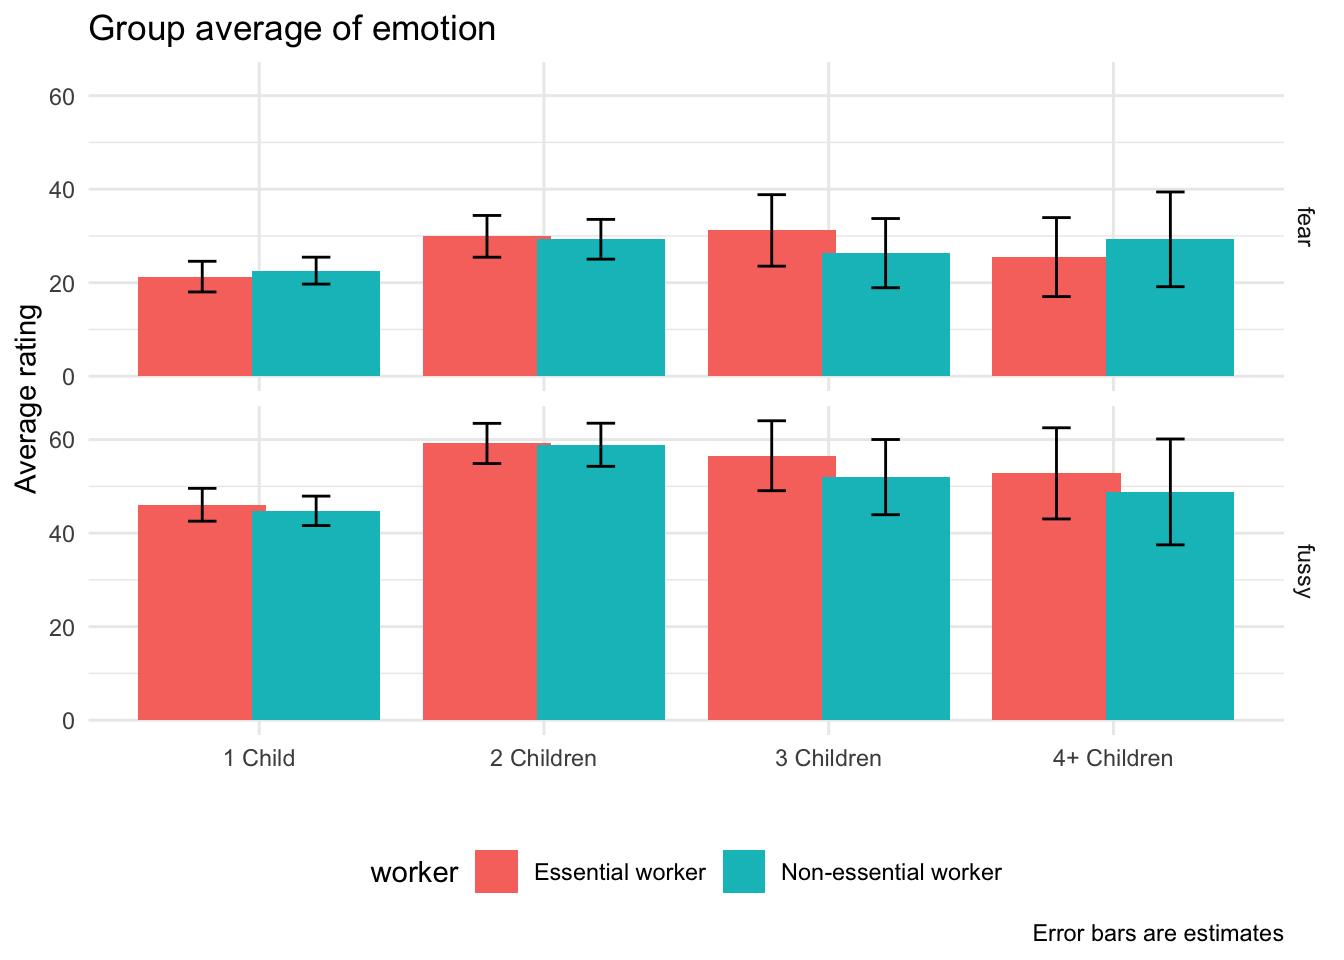 Group average of emotion
Average rating
60
40
20
0
fear
60
40
20
0
fussy
1 Child
2 Children
3 Children
4+ Children
worker
Essential worker
Non-essential worker
Error bars are estimates